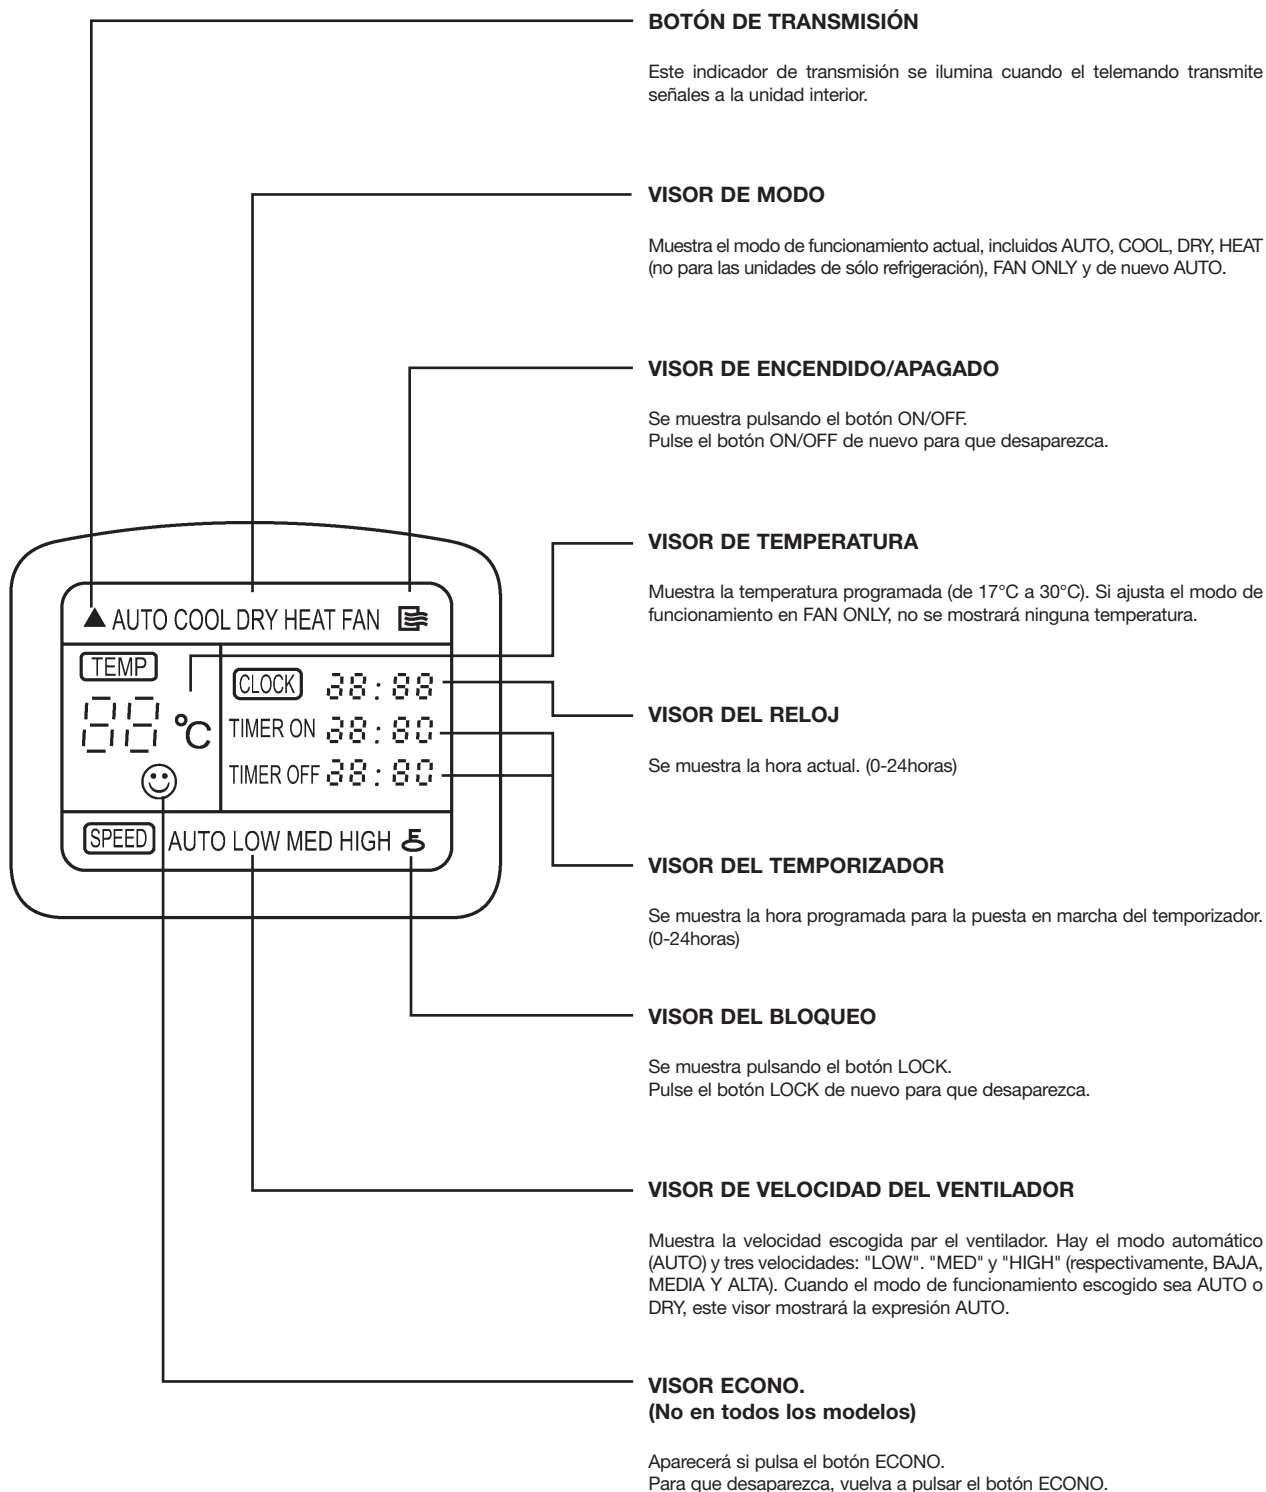 BOTÓN DE TRANSMISIÓN
Este indicador de transmisión se ilumina cuando el telemando transmite
señales a la unidad interior.
VISOR DE MODO
Muestra el modo de funcionamiento actual, incluidos AUTO, COOL, DRY, HEAT
(no para las unidades de sólo refrigeración), FAN ONLY y de nuevo AUTO.
VISOR DE ENCENDIDO/APAGADO
Se muestra pulsando el botón ON/OFF.
Pulse el botón ON/OFF de nuevo para que desaparezca.
VISOR DE TEMPERATURA
Muestra la temperatura programada (de 17°C a 30°C). Si ajusta el modo de
funcionamiento en FAN ONLY, no se mostrará ninguna temperatura.
VISOR DEL RELOJ
Se muestra la hora actual. (0-24horas)
VISOR DEL TEMPORIZADOR
Se muestra la hora programada para la puesta en marcha del temporizador.
(0-24horas)
VISOR DEL BLOQUEO
Se muestra pulsando el botón LOCK.
Pulse el botón LOCK de nuevo para que desaparezca.
VISOR DE VELOCIDAD DEL VENTILADOR
Muestra la velocidad escogida par el ventilador. Hay el modo automático
(AUTO) y tres velocidades: "LOW". "MED" y "HIGH" (respectivamente, BAJA,
MEDIA Y ALTA). Cuando el modo de funcionamiento escogido sea AUTO o
DRY, este visor mostrará la expresión AUTO.
VISOR ECONO.
(No en todos los modelos)
Aparecerá si pulsa el botón ECONO.
Para que desaparezca, vuelva a pulsar el botón ECONO.
AUTO COOL DRY HEAT FAN
TEMP
88 °C
CLOCK 88:88
TIMER ON 88:80
TIMER OFF 88:80
SPEED AUTO LOW MED HIGH